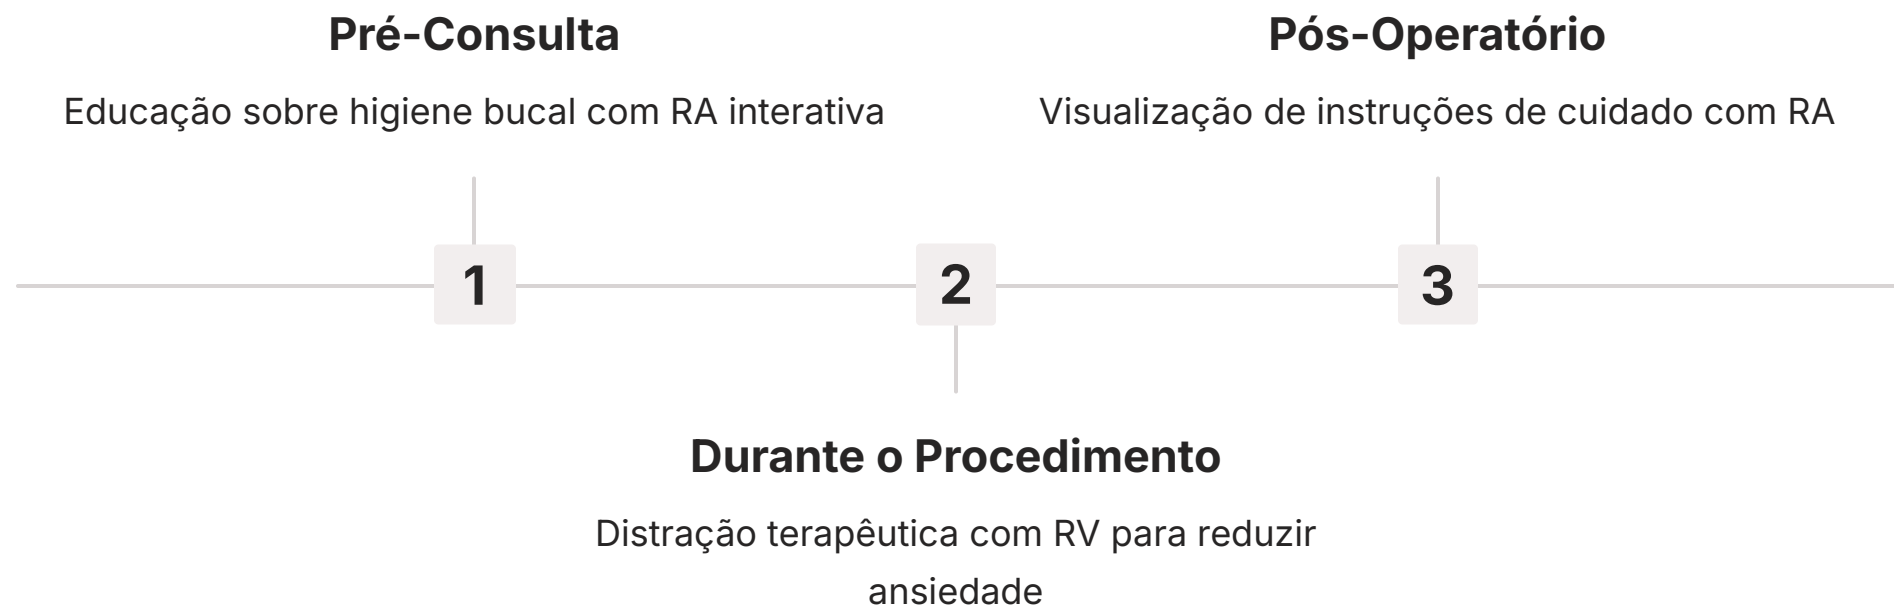 Pré-Consulta
Educação sobre higiene bucal com RA interativa
Pós-Operatório
Visualização de instruções de cuidado com RA
1
2
3
Durante o Procedimento
Distração terapêutica com RV para reduzir
ansiedade